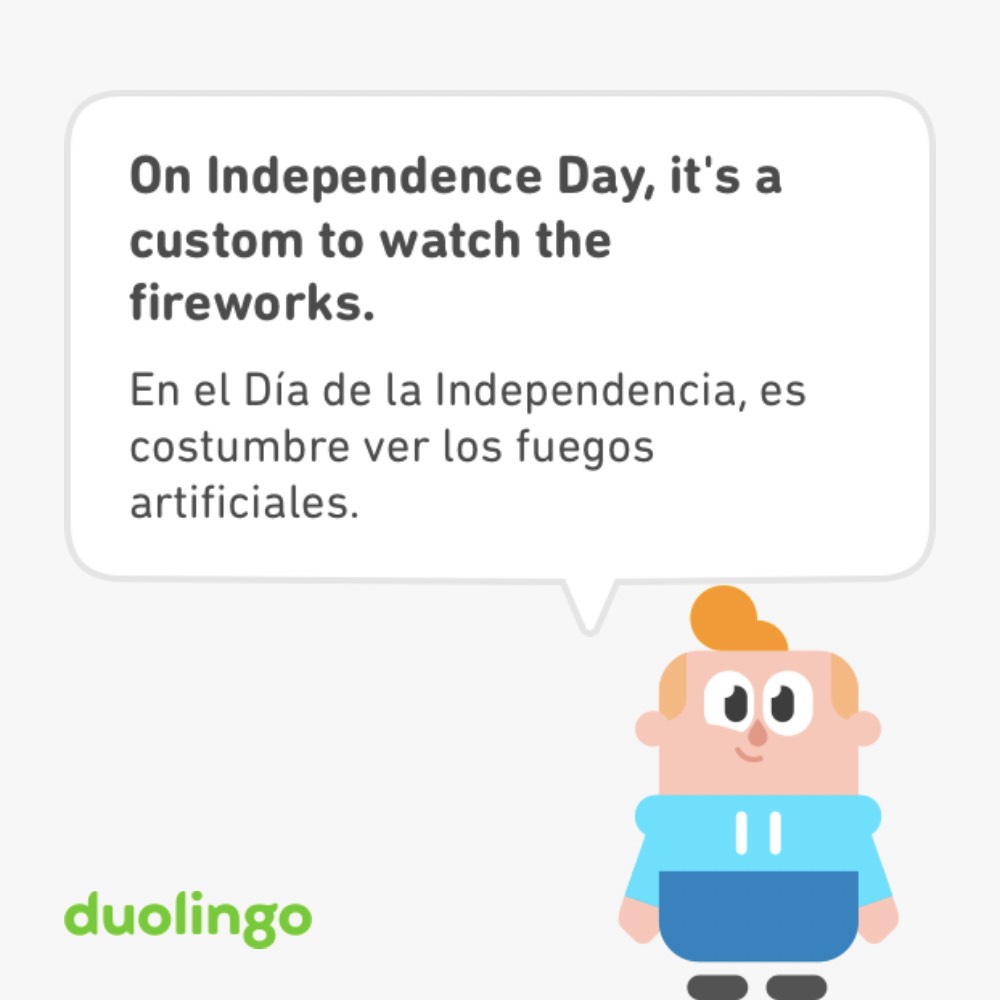 On Independence Day, it's a
custom to watch the
fireworks.
En el Día de la Independencia, es
costumbre ver los fuegos
artificiales.
duolingo